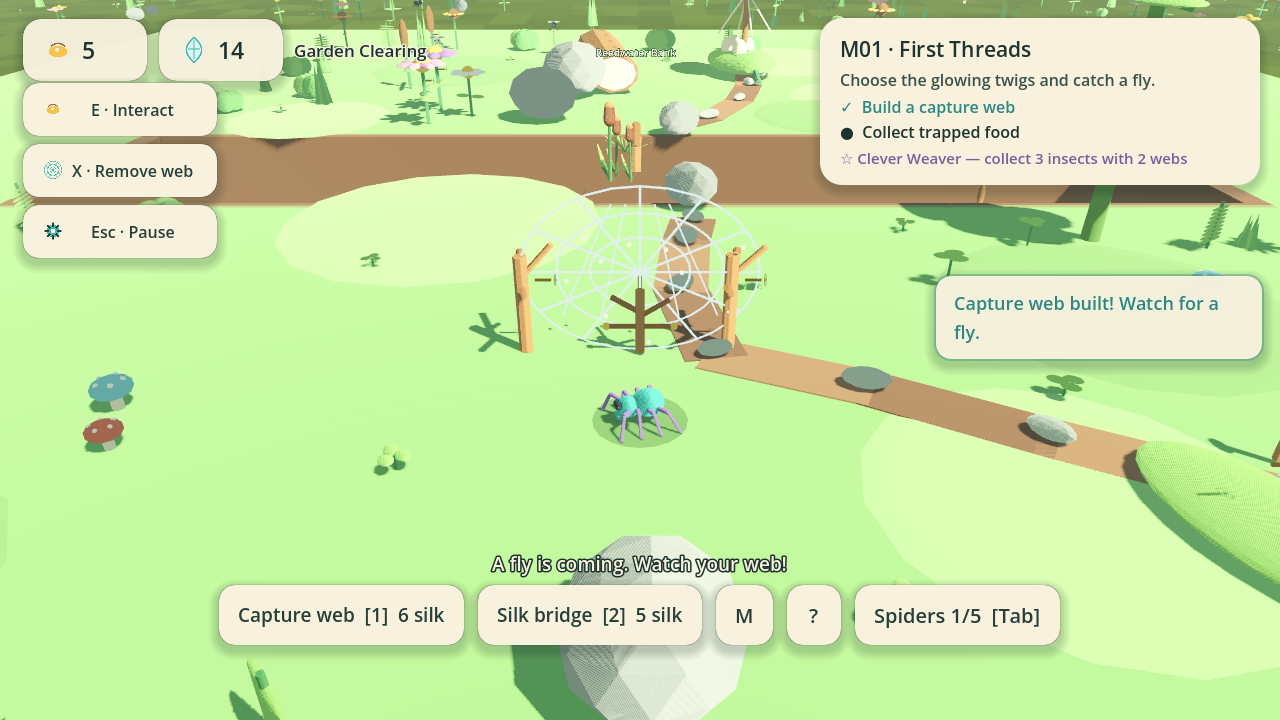 5
14
Garden Clearing
Reedwater Bank
E · Interact
X · Remove web
Esc · Pause
M01 · First Threads
Choose the glowing twigs and catch a fly.
✓ Build a capture web
● Collect trapped food
☆ Clever Weaver — collect 3 insects with 2 webs
Capture web built! Watch for a
fly.
A fly is coming. Watch your web!
Capture web [1] 6 silk
Silk bridge [2] 5 silk
M
?
Spiders 1/5 [Tab]